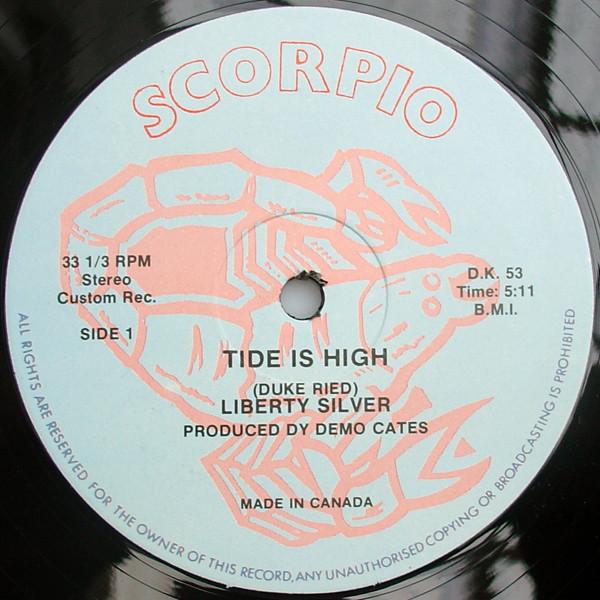 SCORPIO
33 1/3 RPM
Stereo
Custom Rec.
SIDE 1
D.K. 53
Time: 5:11
B.M.I.
TIDE IS HIGH
(DUKE RIED)
LIBERTY SILVER
PRODUCED BY DEMO CATES
MADE IN CANADA
ALL RIGHTS ARE RESERVED FOR THE OWNER OF THIS RECORD, ANY UNAUTHORISED COPYING OR BROADCASTING IS PROHIBITED